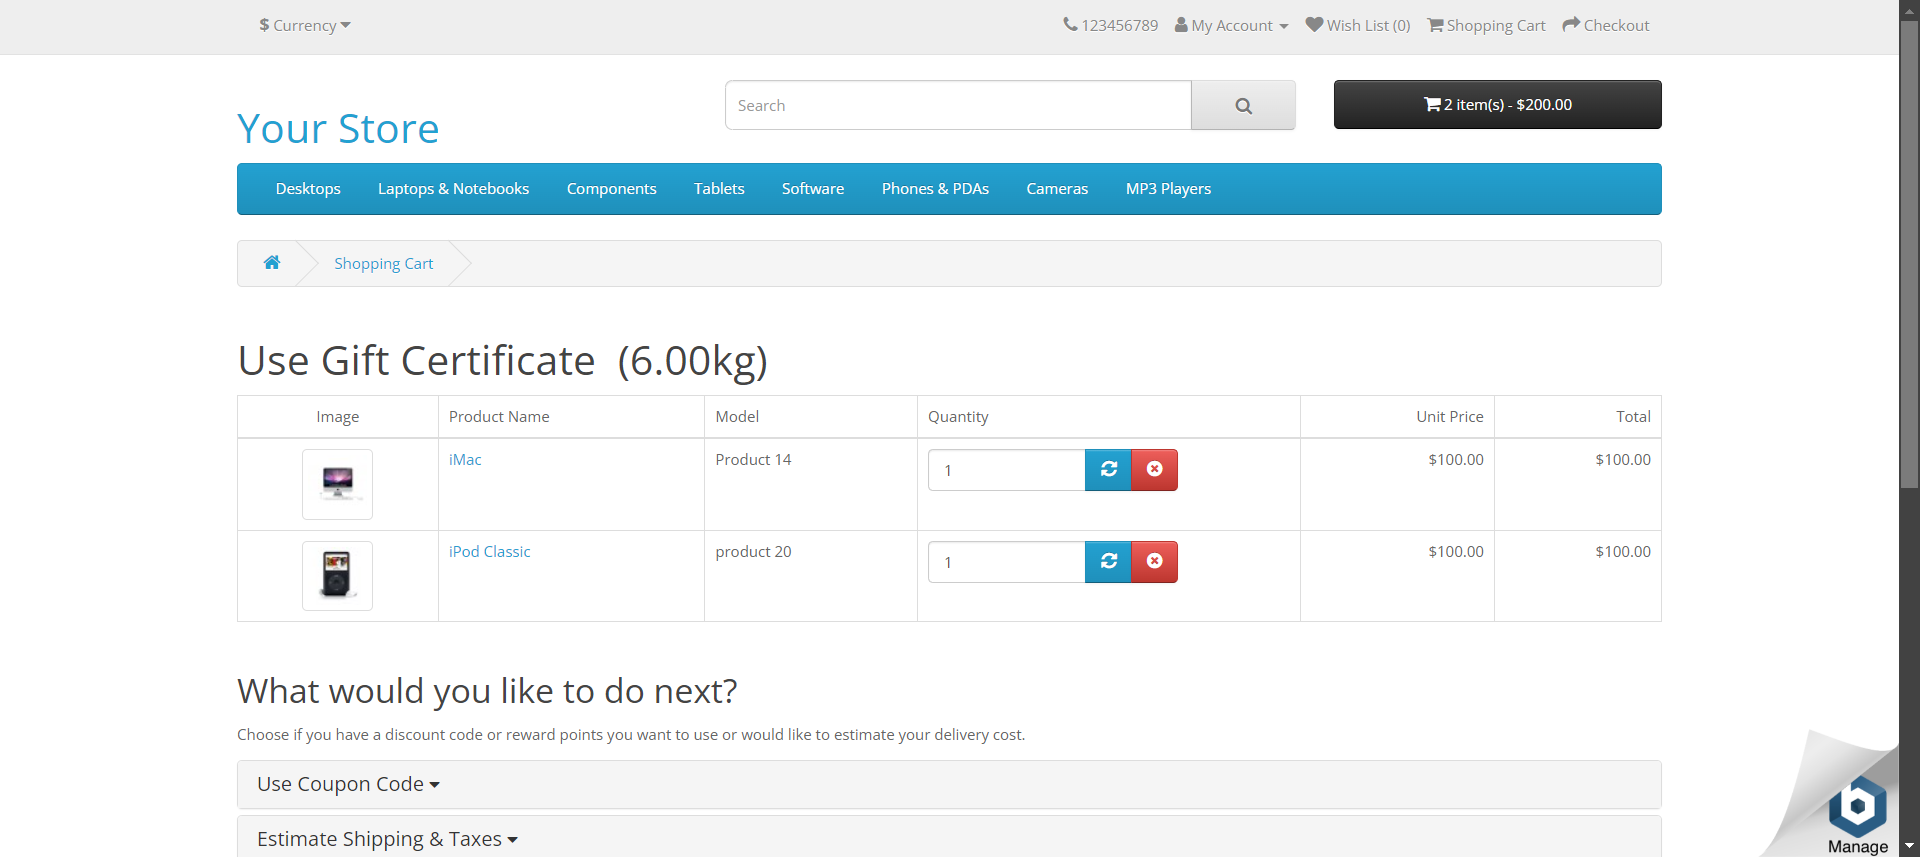 $ Currency
123456789 My Account Wish List (0) Shopping Cart Checkout
Your Store
Search
2 item(s) - $200.00
Desktops Laptops & Notebooks Components Tablets Software Phones & PDAs Cameras MP3 Players
Shopping Cart
Use Gift Certificate (6.00kg)
Image Product Name Model Quantity Unit Price Total
iMac Product 14 1 $100.00 $100.00
iPod Classic product 20 1 $100.00 $100.00
What would you like to do next?
Choose if you have a discount code or reward points you want to use or would like to estimate your delivery cost.
Use Coupon Code
Estimate Shipping & Taxes
b
Manage